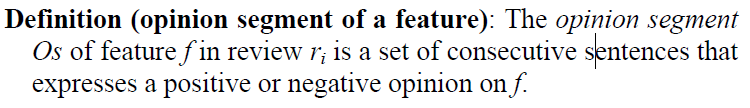 Definition (opinion segment of a feature): The opinion segment
Os of feature f in review ri is a set of consecutive sentences that
expresses a positive or negative opinion on f.